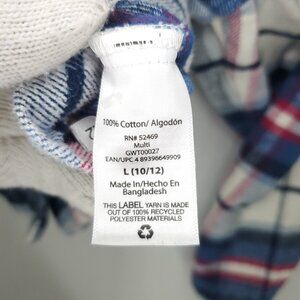 100% Cotton/ Algodón
RN# 52469
Multi
GWT00027
EAN/UPC 4 89396649909
L (10/12)
Made In/Hecho En
Bangladesh
THIS LABEL YARN IS MADE
OUT OF 100% RECYCLED
POLYESTER MATERIALS